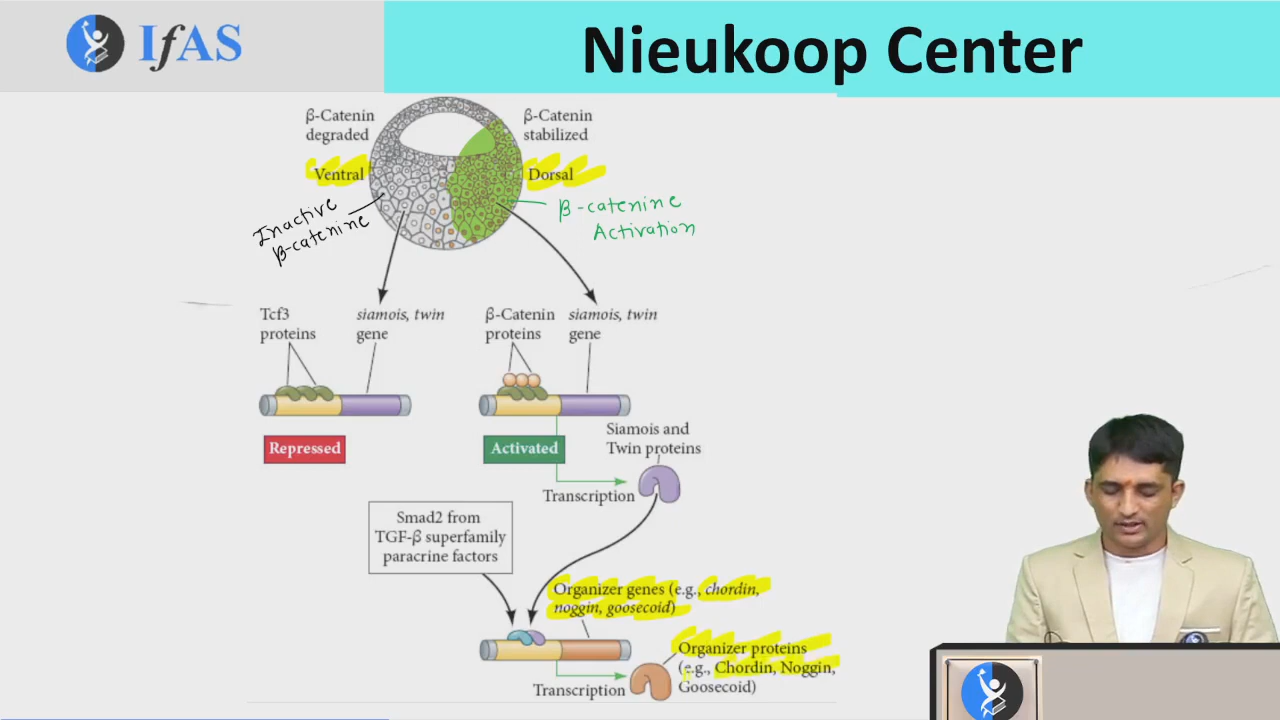 IfAS
Nieukoop Center
β-Catenin
degraded
β-Catenin
stabilized
Ventral
Dorsal
Inactive
β-catenine
β-catenine
Activation
Tcf3
proteins
siamois, twin
gene
β-Catenin
proteins
siamois, twin
gene
Repressed
Activated
Siamois and
Twin proteins
Transcription
Smad2 from
TGF-β superfamily
paracrine factors
Organizer genes (e.g., chordin,
noggin, goosecoid)
Organizer proteins
(e.g., Chordin, Noggin,
Goosecoid)
Transcription